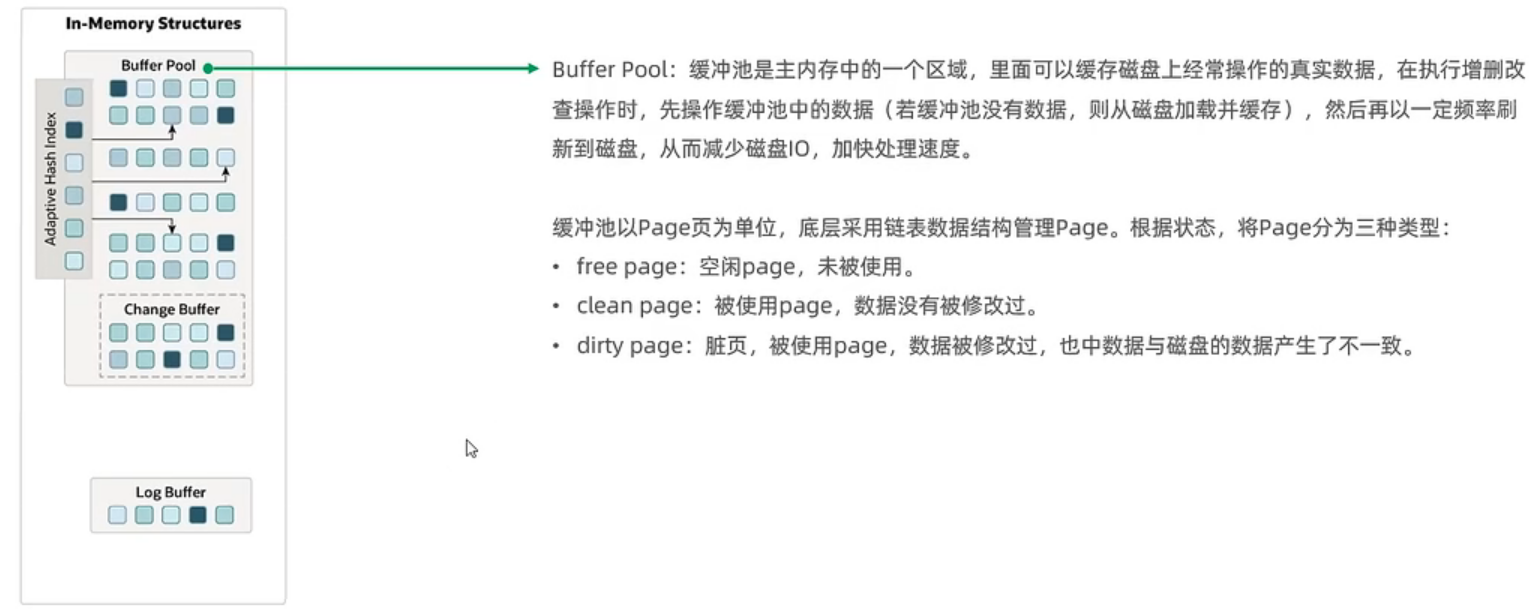 In-Memory Structures
Buffer Pool
Adaptive Hash Index
Change Buffer
Log Buffer
Buffer Pool：缓冲池是主内存中的一个区域，里面可以缓存磁盘上经常操作的真实数据，在执行增删改
查操作时，先操作缓冲池中的数据（若缓冲池没有数据，则从磁盘加载并缓存），然后再以一定频率刷
新到磁盘，从而减少磁盘IO，加快处理速度。
缓冲池以Page页为单位，底层采用链表数据结构管理Page。根据状态，将Page分为三种类型：
• free page：空闲page，未被使用。
• clean page：被使用page，数据没有被修改过。
• dirty page：脏页，被使用page，数据被修改过，也中数据与磁盘的数据产生了不一致。